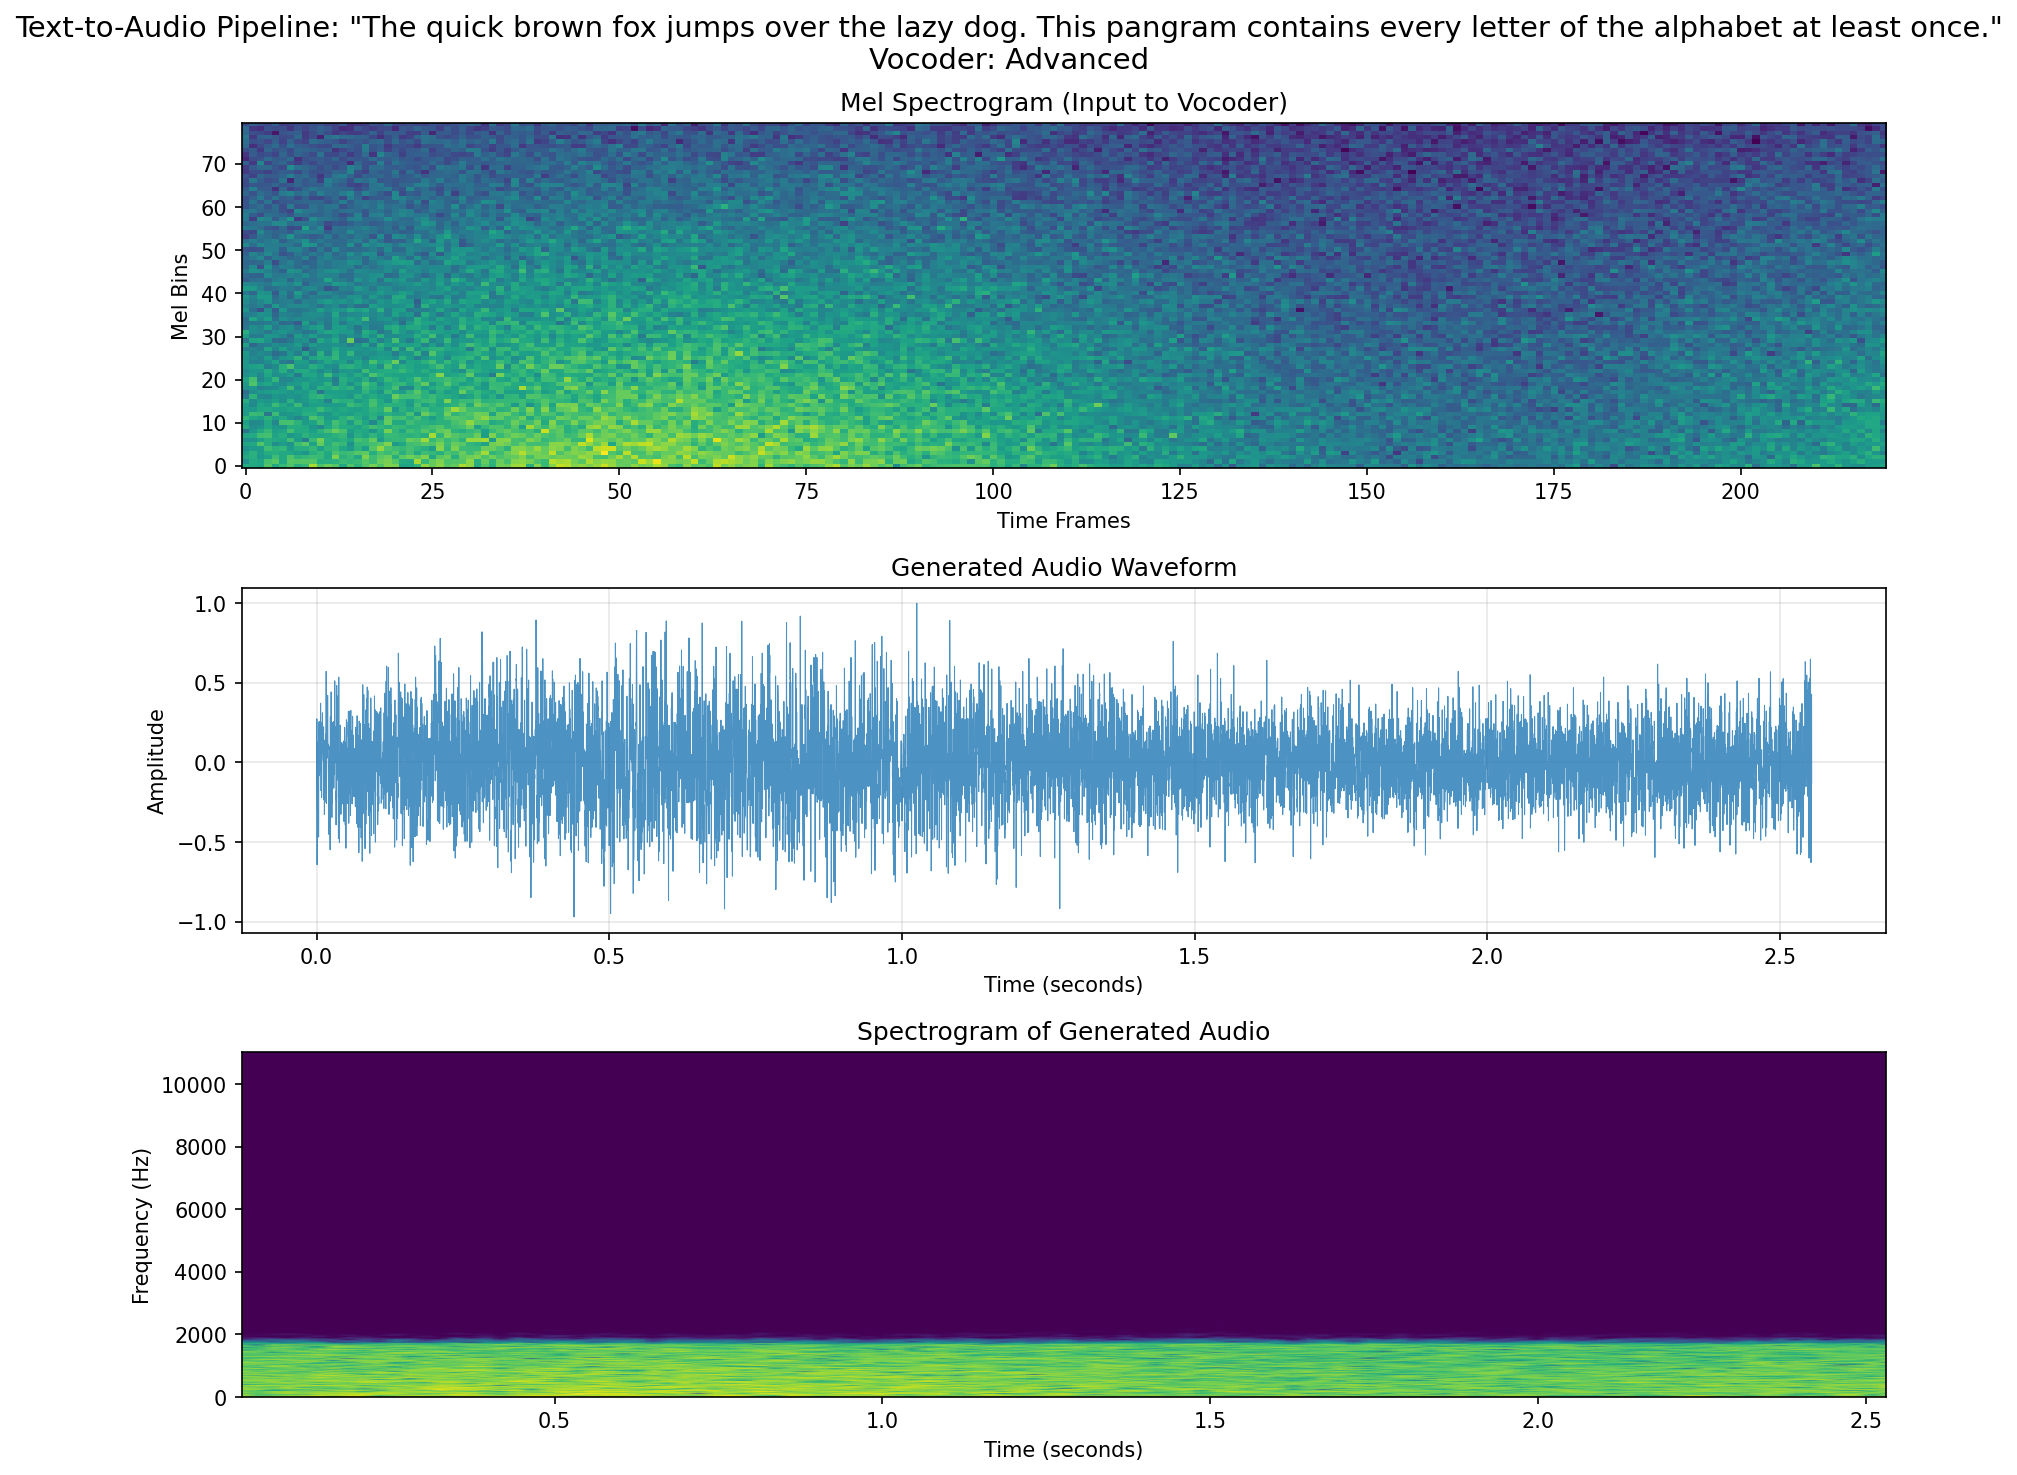 Text-to-Audio Pipeline: "The quick brown fox jumps over the lazy dog. This pangram contains every letter of the alphabet at least once."
Vocoder: Advanced
Mel Spectrogram (Input to Vocoder)
70
60
50
40
30
20
10
0
Mel Bins
0 25 50 75 100 125 150 175 200
Time Frames
Generated Audio Waveform
1.0
0.5
0.0
−0.5
−1.0
Amplitude
0.0 0.5 1.0 1.5 2.0 2.5
Time (seconds)
Spectrogram of Generated Audio
10000
8000
6000
4000
2000
0
Frequency (Hz)
0.5 1.0 1.5 2.0 2.5
Time (seconds)